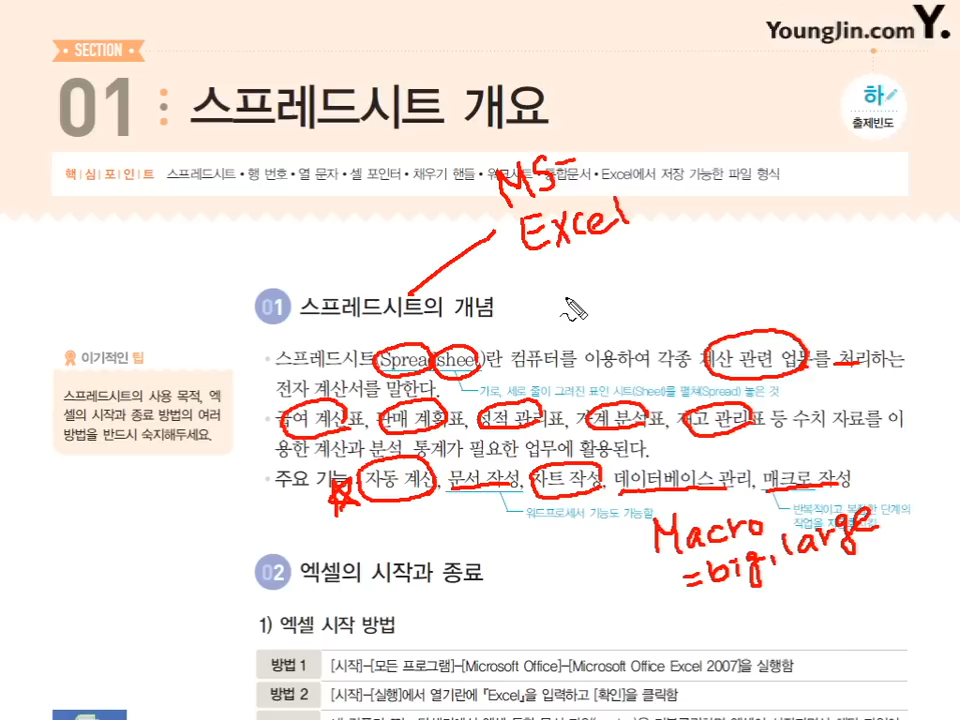 YoungJin.com Y.
SECTION
01 스프레드시트 개요
하
출제빈도
핵심포인트 스프레드시트 • 행 번호 • 열 문자 • 셀 포인터 • 채우기 핸들 • 워크시트 • 통합문서 • Excel에서 저장 가능한 파일 형식
MS-
Excel
01 스프레드시트의 개념
이기적인 팁
스프레드시트의 사용 목적, 엑
셀의 시작과 종료 방법의 여러
방법을 반드시 숙지해두세요.
• 스프레드시트(Spreadsheet)란 컴퓨터를 이용하여 각종 계산 관련 업무를 처리하는
전자 계산서를 말한다.
가로, 세로 줄이 그려진 표인 시트(Sheet)를 펼쳐(Spread) 놓은 것
• 급여 계산표, 판매 계획표, 성적 관리표, 가계 분석표, 재고 관리표 등 수치 자료를 이
용한 계산과 분석, 통계가 필요한 업무에 활용된다.
• 주요 기능 : 자동 계산, 문서 작성, 차트 작성, 데이터베이스 관리, 매크로 작성
워드프로세서 기능도 가능함
반복적이고 복잡한 단계의
작업을
Macro
=big, large
02 엑셀의 시작과 종료
1) 엑셀 시작 방법
방법 1 [시작]-[모든 프로그램]-[Microsoft Office]-[Microsoft Office Excel 2007]을 실행함
방법 2 [시작]-[실행]에서 열기란에 『Excel』을 입력하고 [확인]을 클릭함